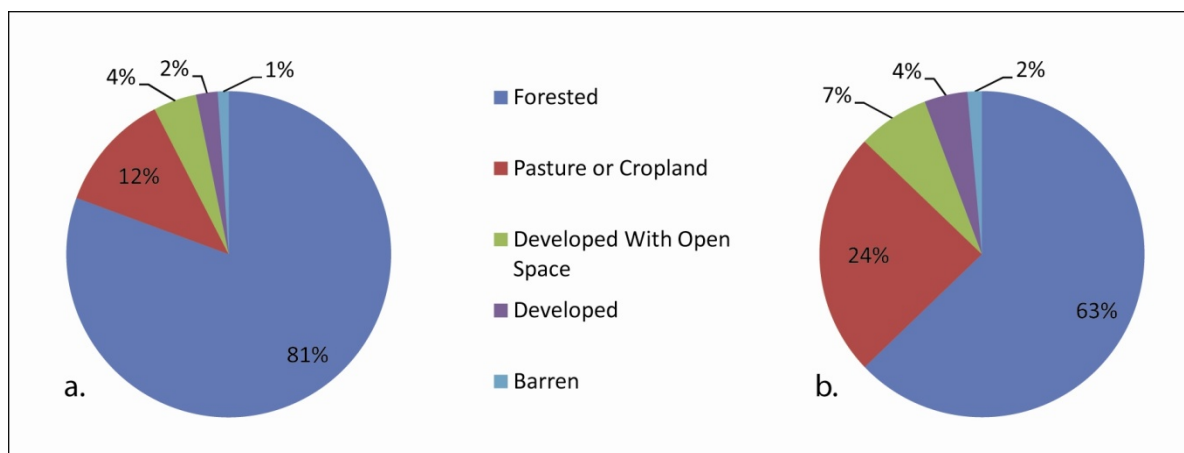 4%
2%
1%
12%
81%
a.
Forested
Pasture or Cropland
Developed With Open
Space
Developed
Barren
7%
4%
2%
24%
63%
b.